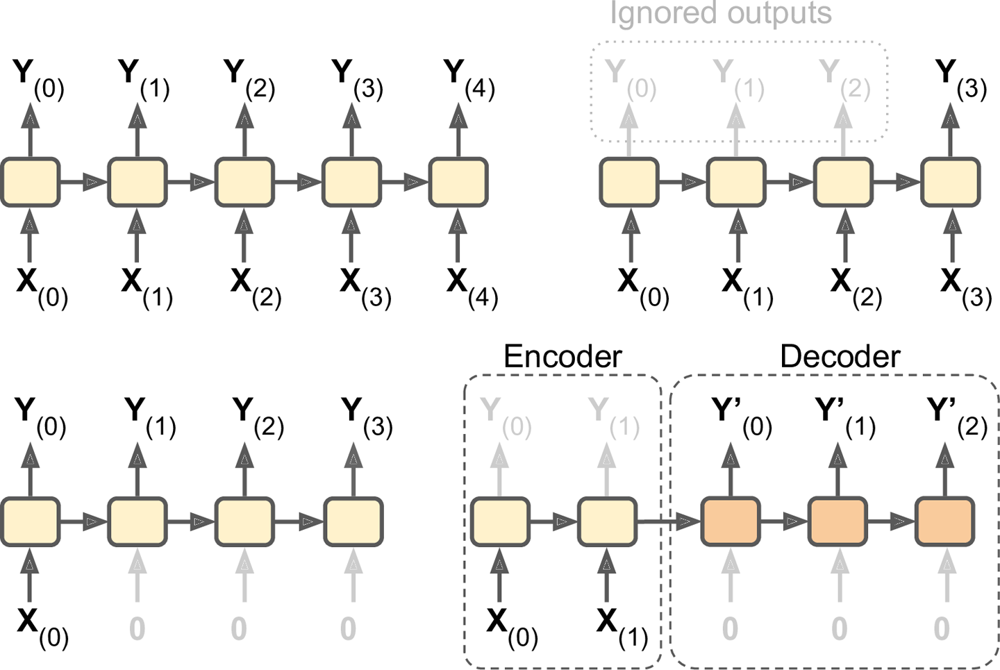 Ignored outputs
Y(0) Y(1) Y(2) Y(3) Y(4)
Y(0) Y(1) Y(2) Y(3)
X(0) X(1) X(2) X(3) X(4)
X(0) X(1) X(2) X(3)
Encoder Decoder
Y(0) Y(1) Y(2) Y(3)
Y(0) Y(1) Y’(0) Y’(1) Y’(2)
X(0) 0 0 0
X(0) X(1) 0 0 0